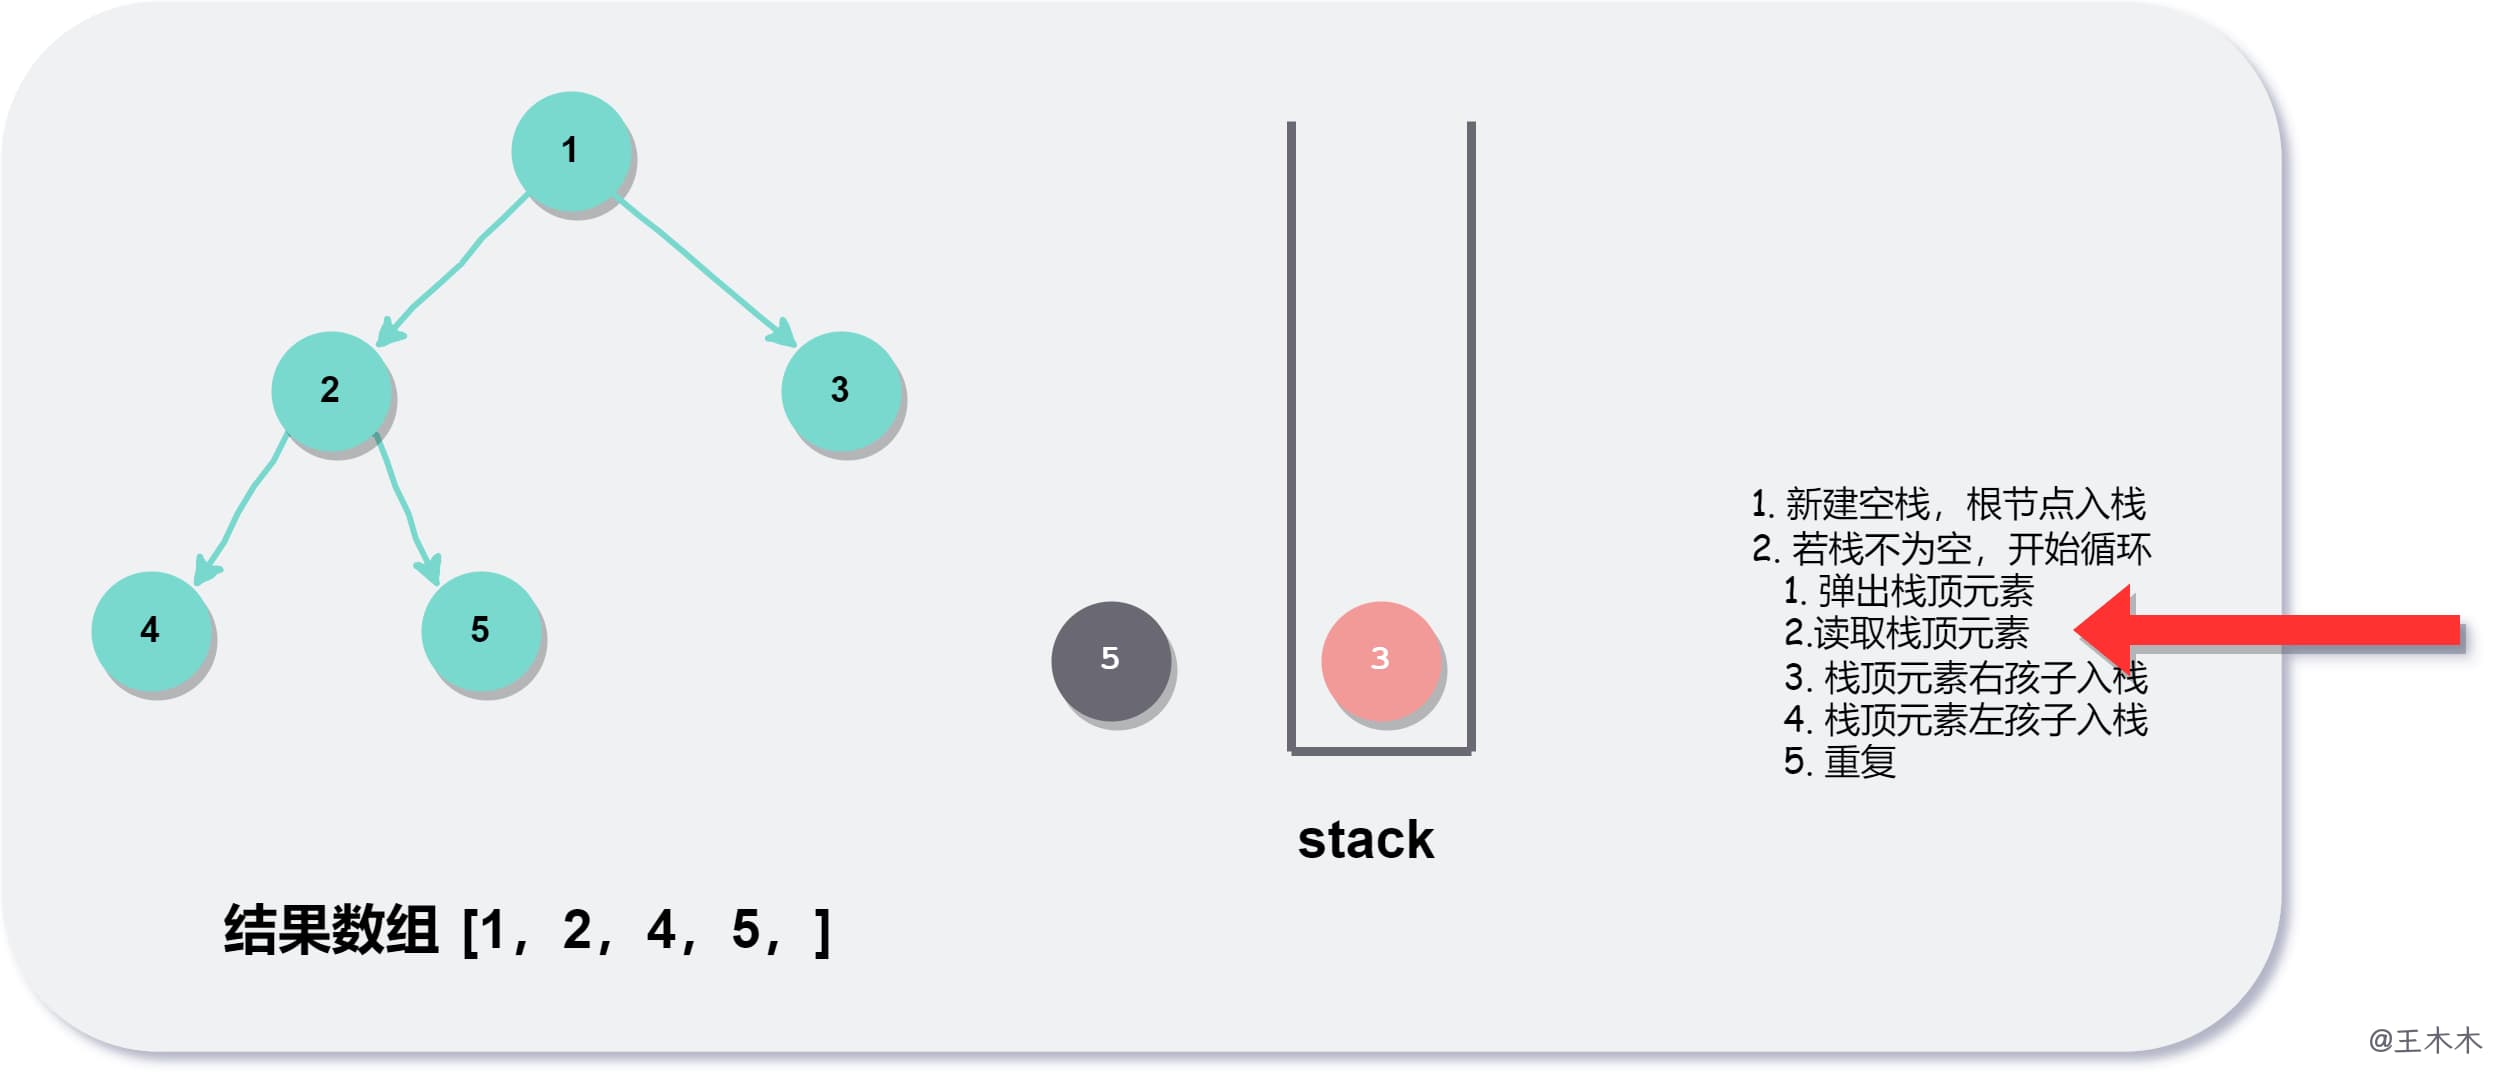 1
2
3
4
5
5
3
1. 新建空栈，根节点入栈
2. 若栈不为空，开始循环
1. 弹出栈顶元素
2.读取栈顶元素
3. 栈顶元素右孩子入栈
4. 栈顶元素左孩子入栈
5. 重复
stack
结果数组 [1，2，4，5，]
@王木木